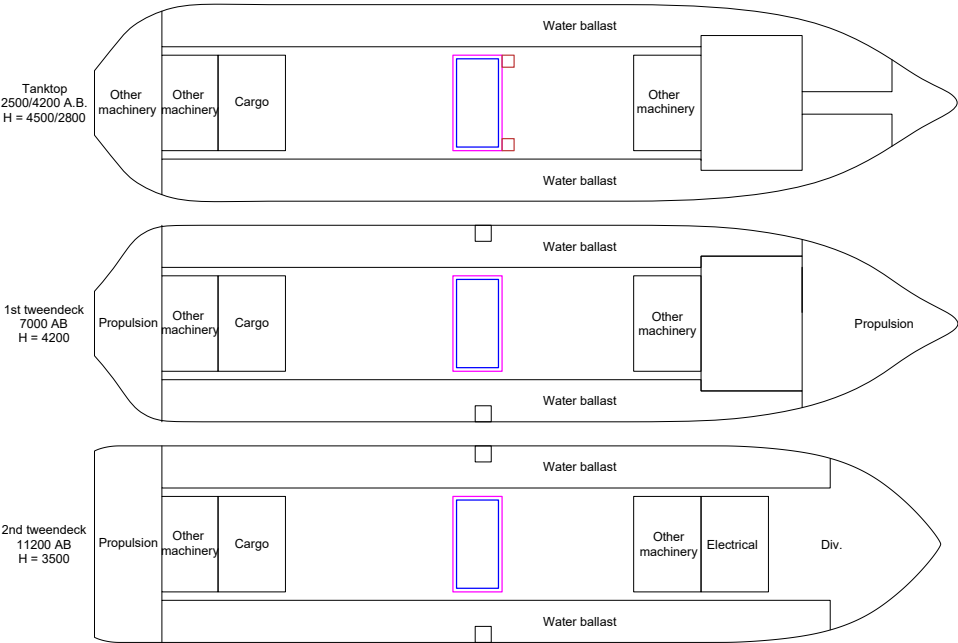 Water ballast
Tanktop
2500/4200 A.B.
H = 4500/2800
Other
machinery
Other
machinery
Cargo
Other
machinery
Water ballast
Water ballast
1st tweendeck
7000 AB
H = 4200
Propulsion
Other
machinery
Cargo
Other
machinery
Propulsion
Water ballast
Water ballast
2nd tweendeck
11200 AB
H = 3500
Propulsion
Other
machinery
Cargo
Other
machinery
Electrical
Div.
Water ballast